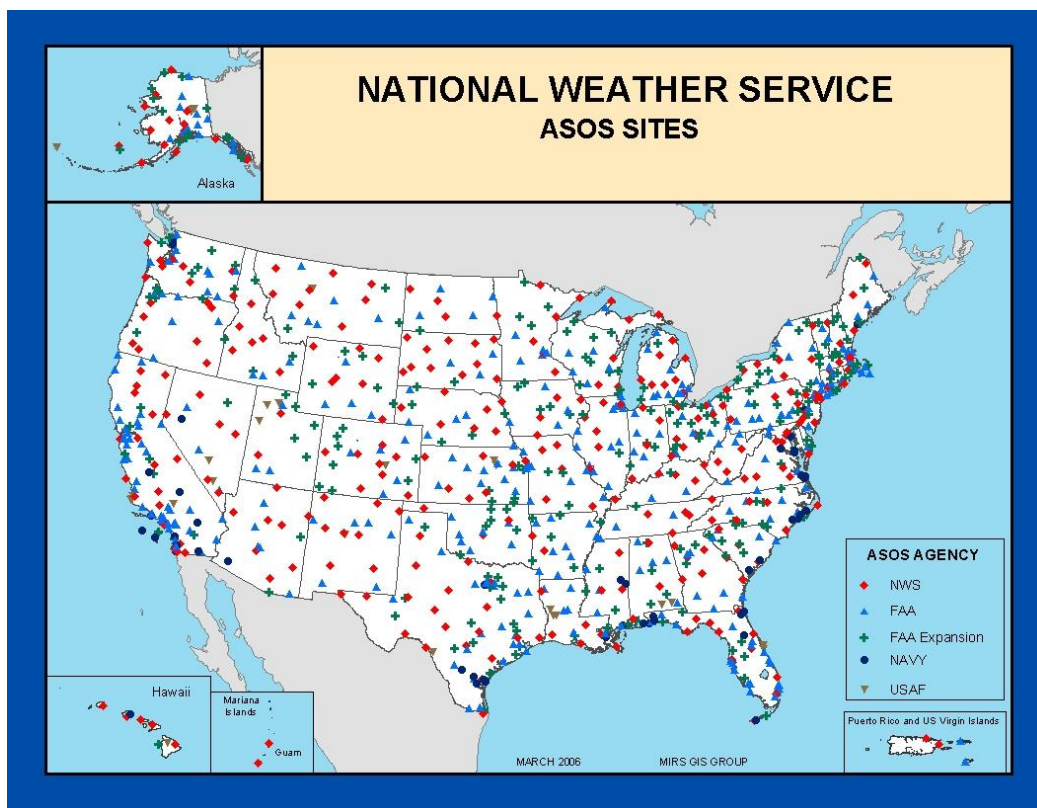 NATIONAL WEATHER SERVICE
ASOS SITES
Alaska
ASOS AGENCY
NWS
FAA
FAA Expansion
NAVY
USAF
Hawaii
Mariana
Islands
Guam
Puerto Rico and US Virgin Islands
MARCH 2006
MIRS GIS GROUP